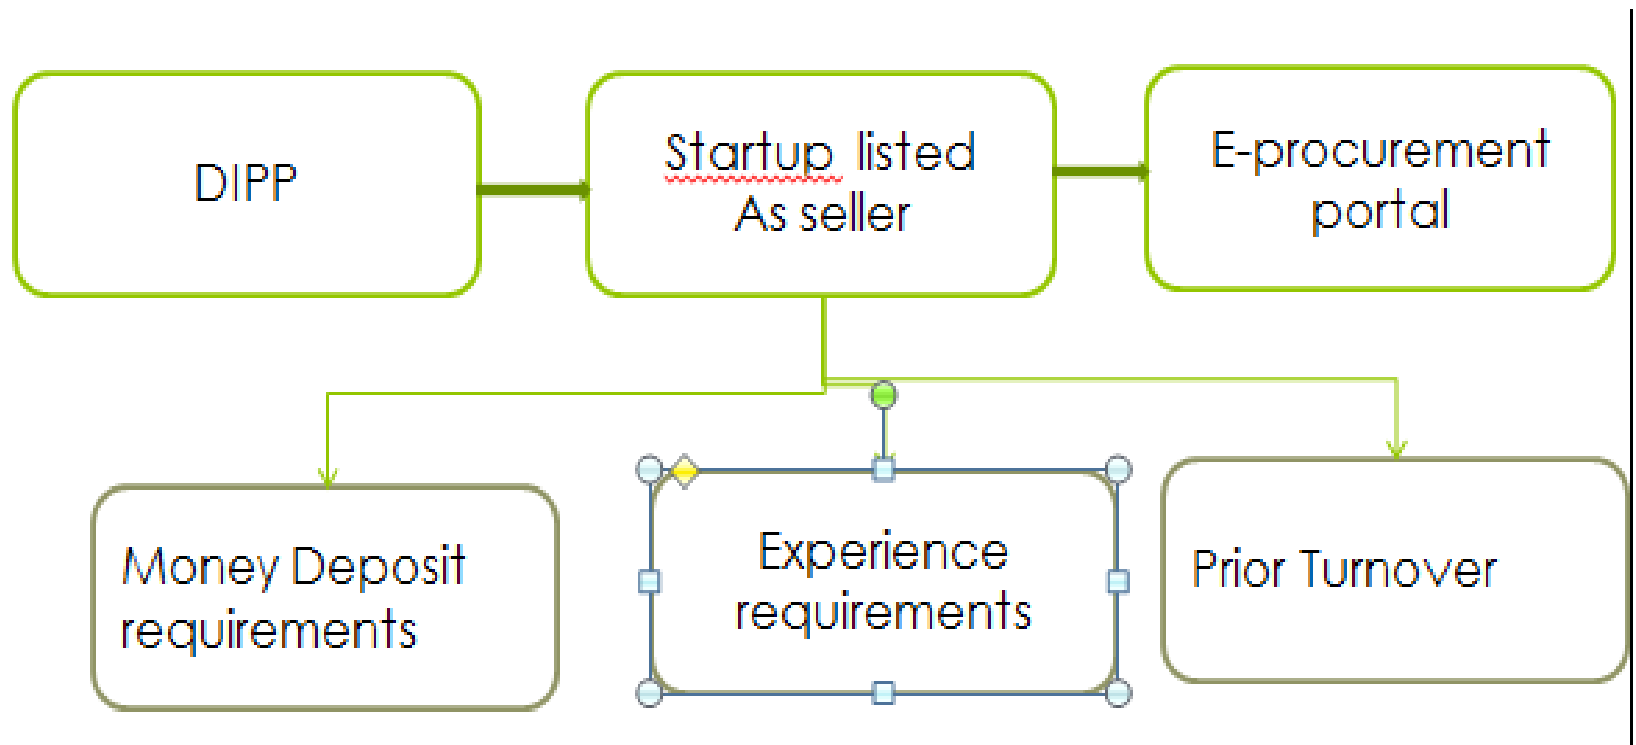 DIPP
Startup listed
As seller
E-procurement
portal
Money Deposit
requirements
Experience
requirements
Prior Turnover